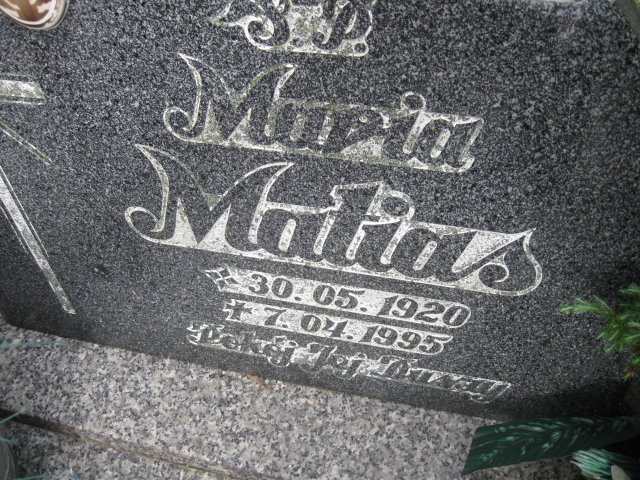 Ś.P.
Maria
Matias
30.05.1920
7.04.1995
Pokój Jej Duszy